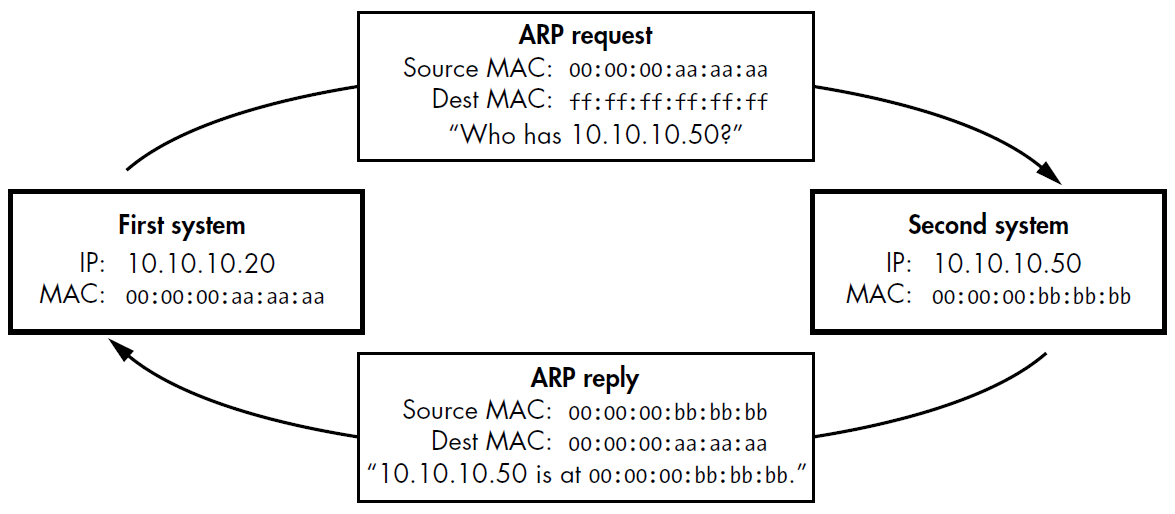 ARP request
Source MAC: 00:00:00:aa:aa:aa
Dest MAC: ff:ff:ff:ff:ff:ff
“Who has 10.10.10.50?”
First system
IP: 10.10.10.20
MAC: 00:00:00:aa:aa:aa
Second system
IP: 10.10.10.50
MAC: 00:00:00:bb:bb:bb
ARP reply
Source MAC: 00:00:00:bb:bb:bb
Dest MAC: 00:00:00:aa:aa:aa
“10.10.10.50 is at 00:00:00:bb:bb:bb.”